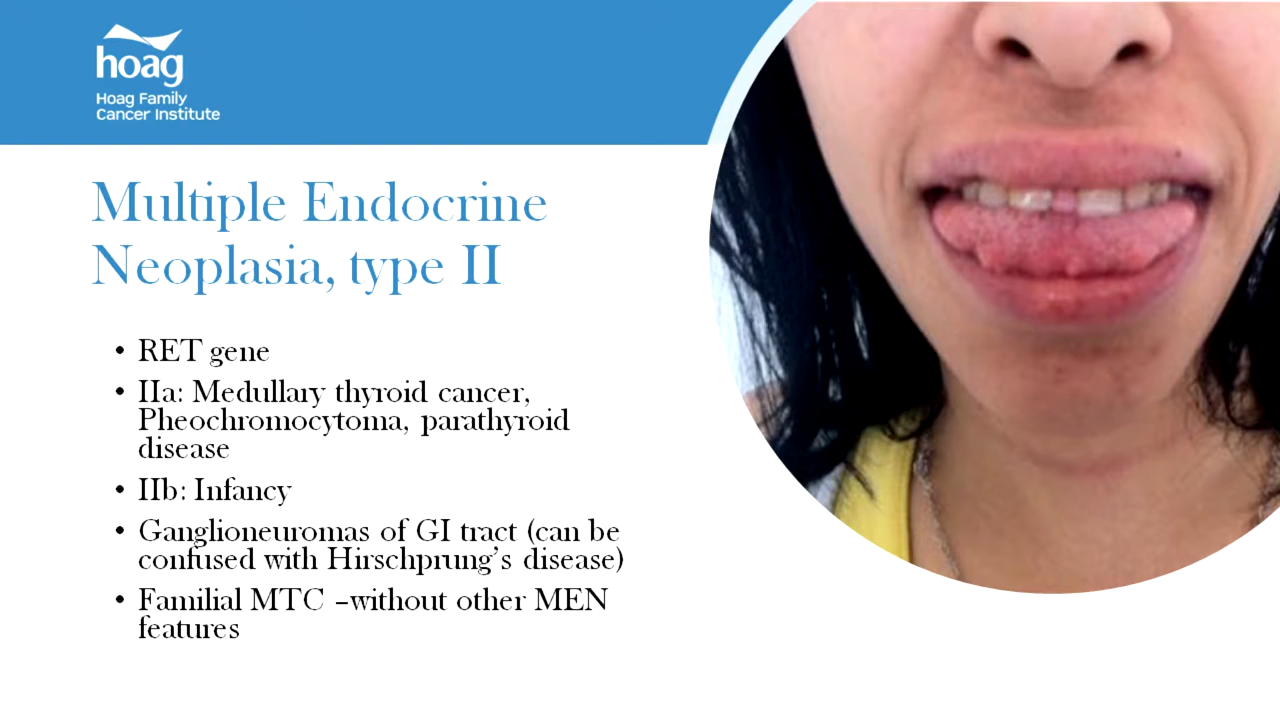 hoag
Hoag Family
Cancer Institute
Multiple Endocrine
Neoplasia, type II
• RET gene
• IIa: Medullary thyroid cancer,
Pheochromocytoma, parathyroid
disease
• IIb: Infancy
• Ganglioneuromas of GI tract (can be
confused with Hirschprung’s disease)
• Familial MTC –without other MEN
features